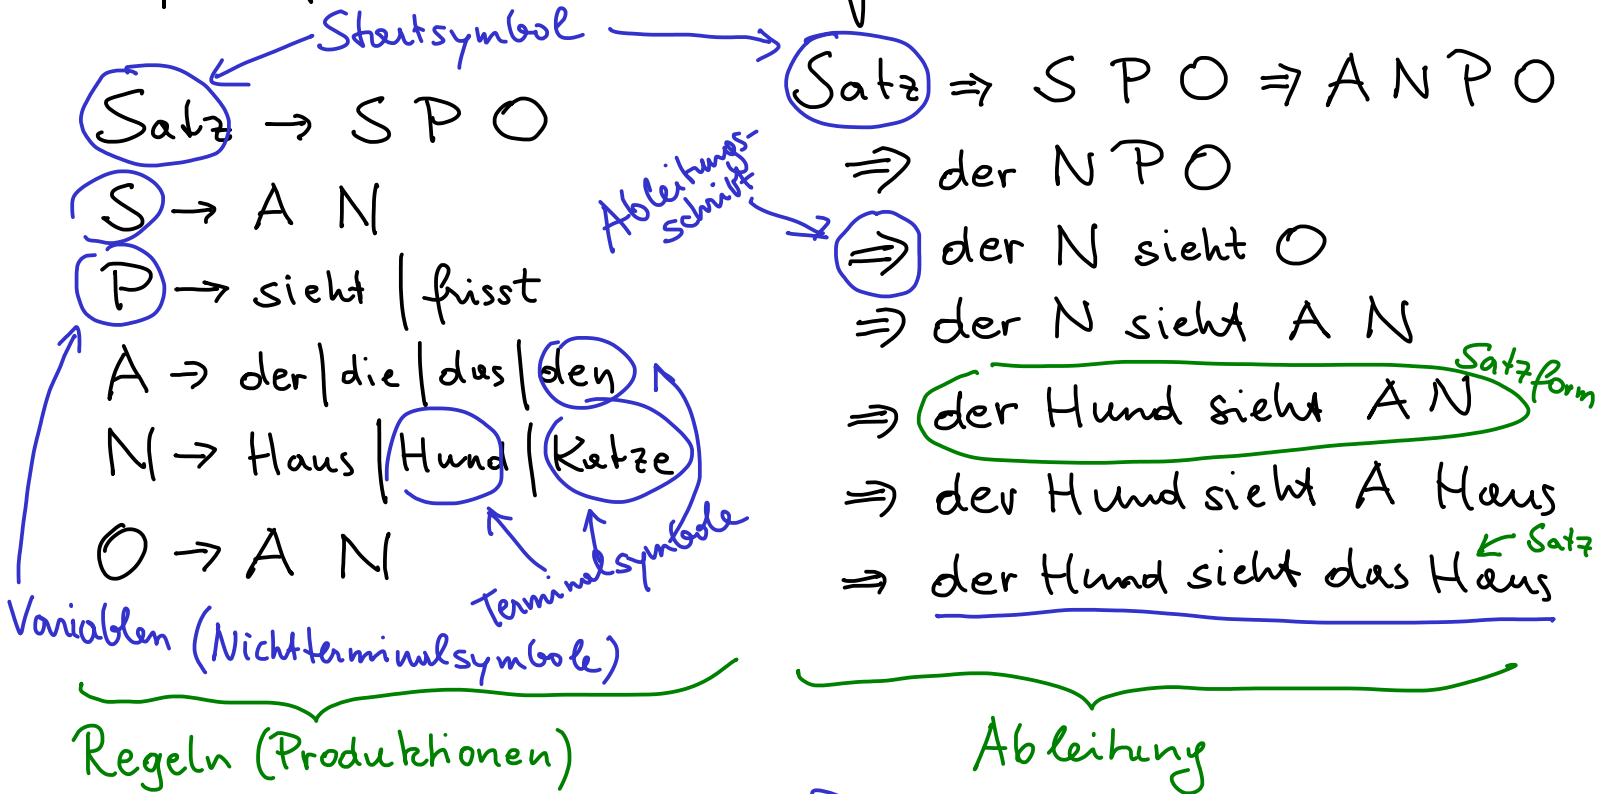 Startsymbol
Satz → S P O
S → A N
P → sieht | frisst
A → der | die | das | den
N → Haus | Hund | Katze
O → A N
Terminalsymbole
Variablen (Nichtterminalsymbole)
Regeln (Produktionen)
Satz ⇒ S P O ⇒ A N P O
⇒ der N P O
Ableitungs-
schritt
⇒ der N sieht O
⇒ der N sieht A N
Satzform
⇒ der Hund sieht A N
⇒ der Hund sieht A Haus
Satz
⇒ der Hund sieht das Haus
Ableitung